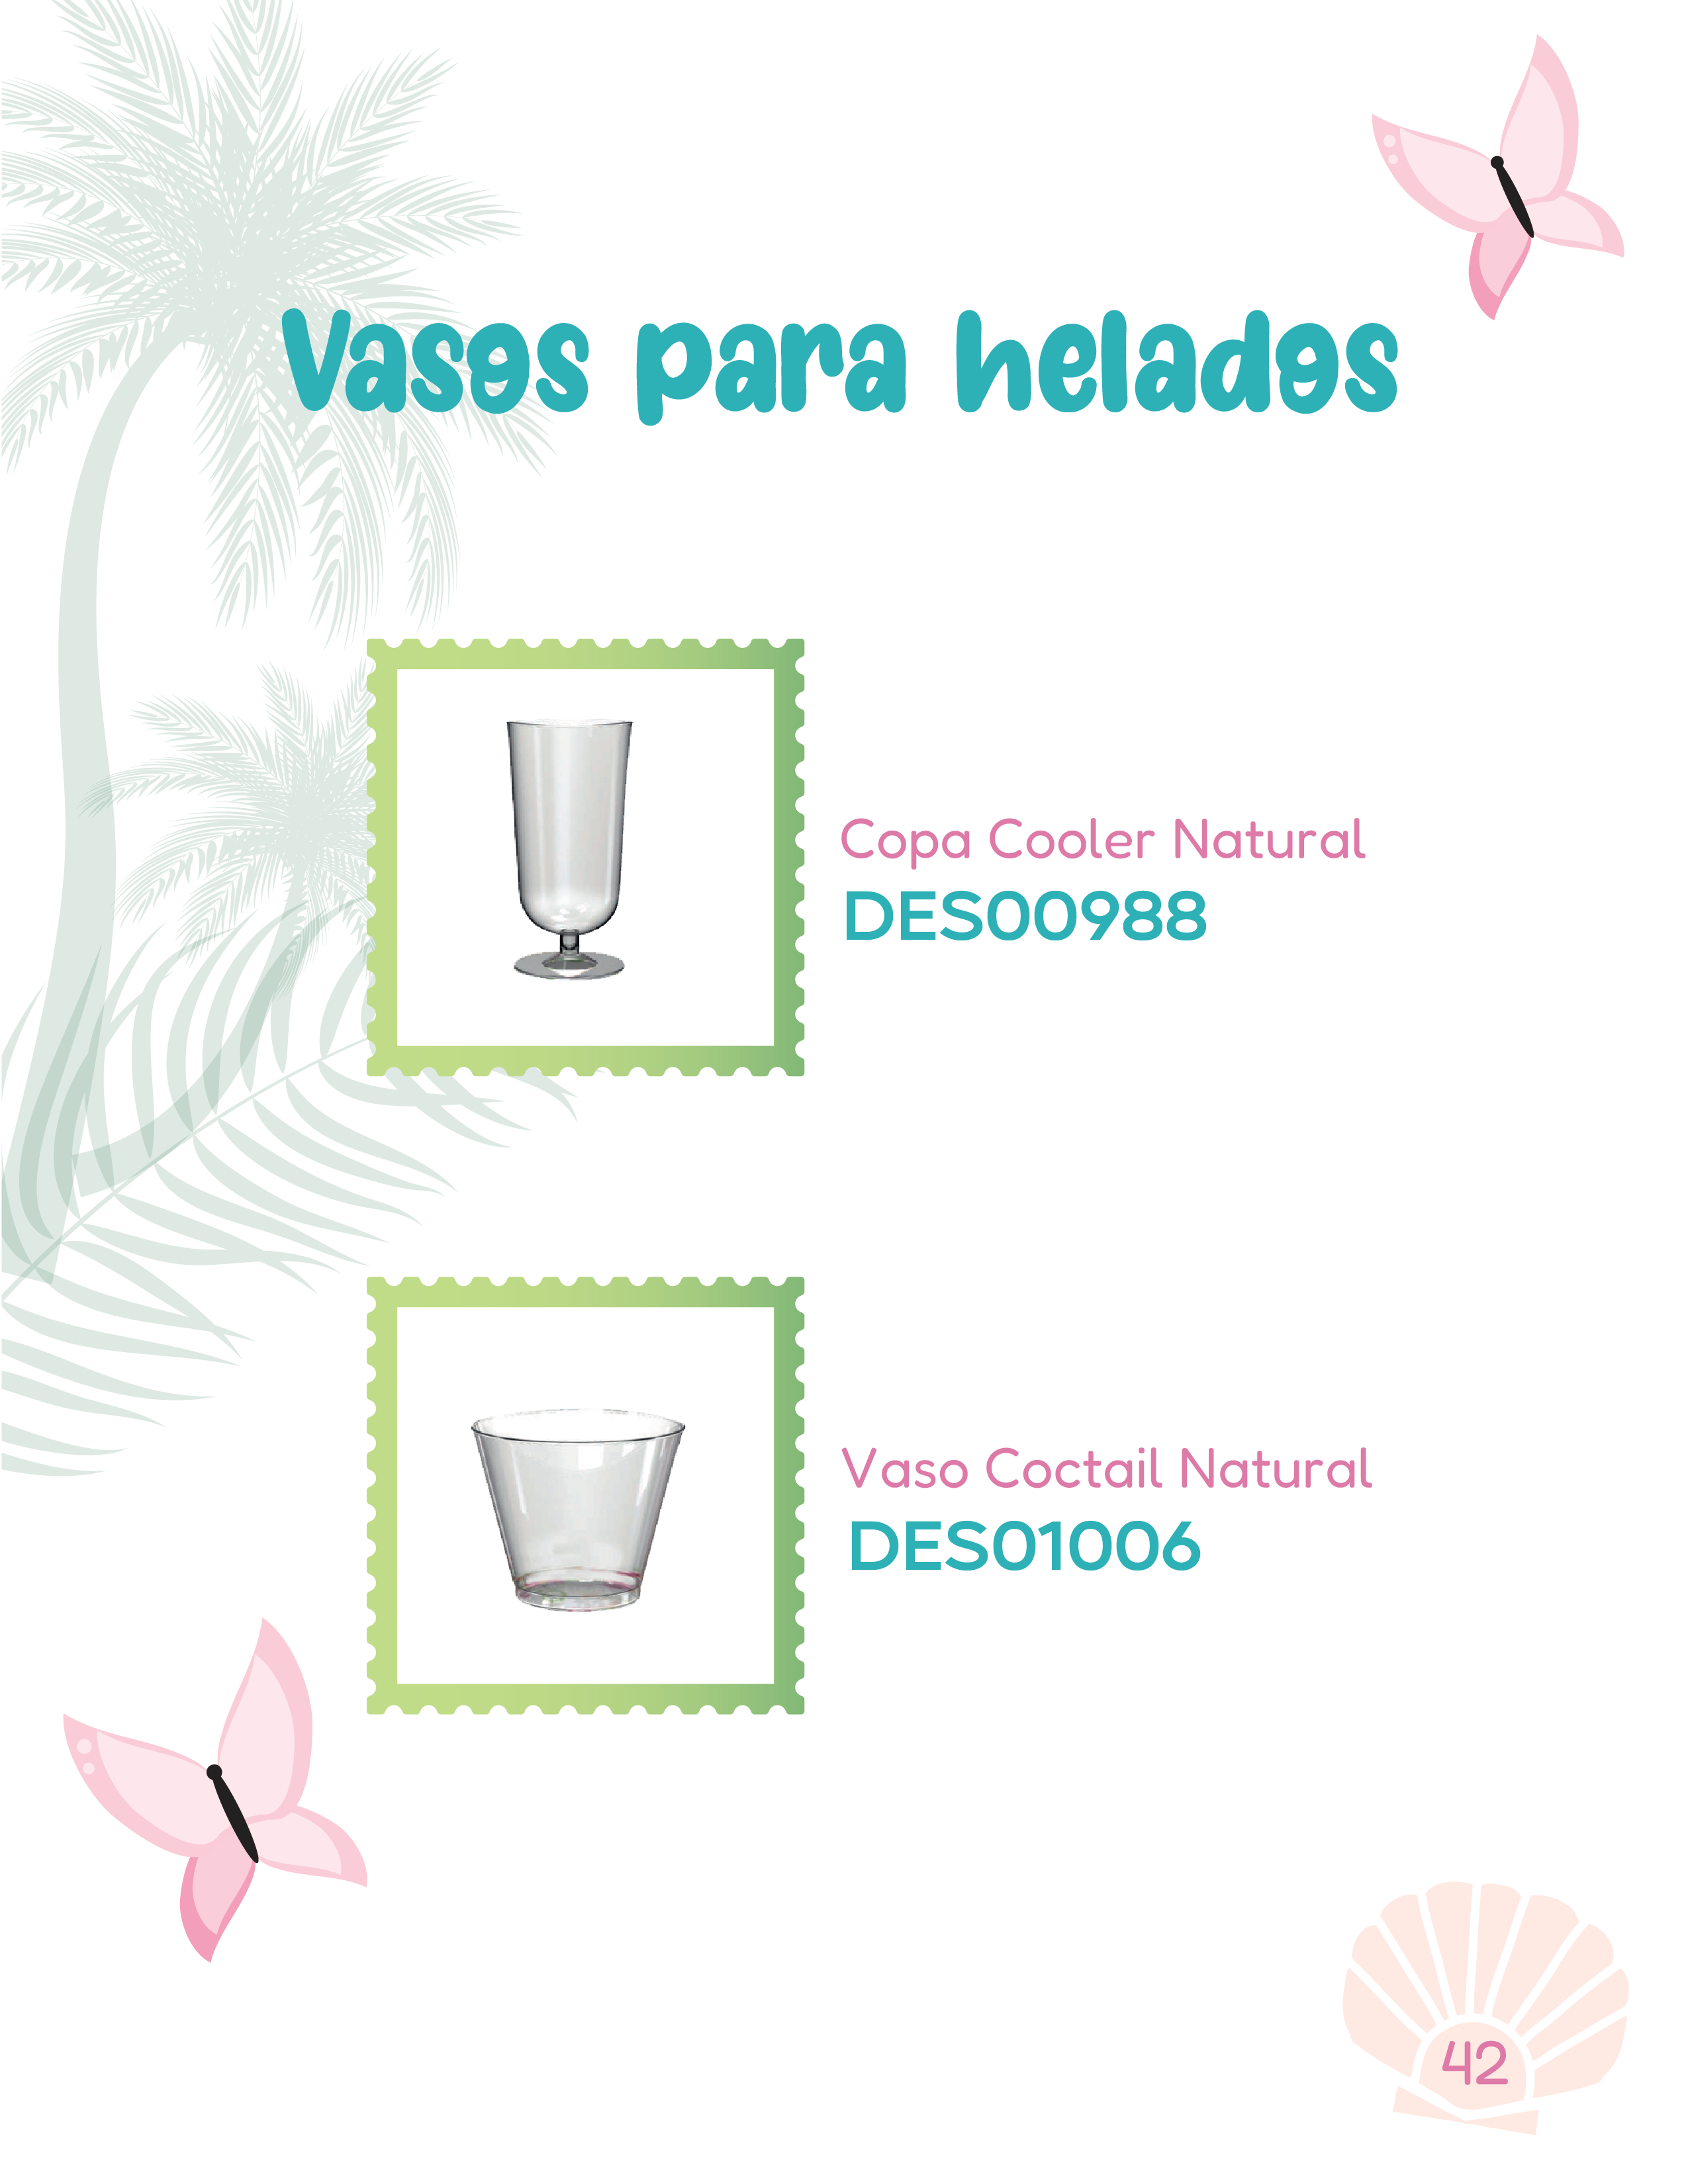 Vasos para helados
Copa Cooler Natural
DES00988
Vaso Coctail Natural
DES01006
42